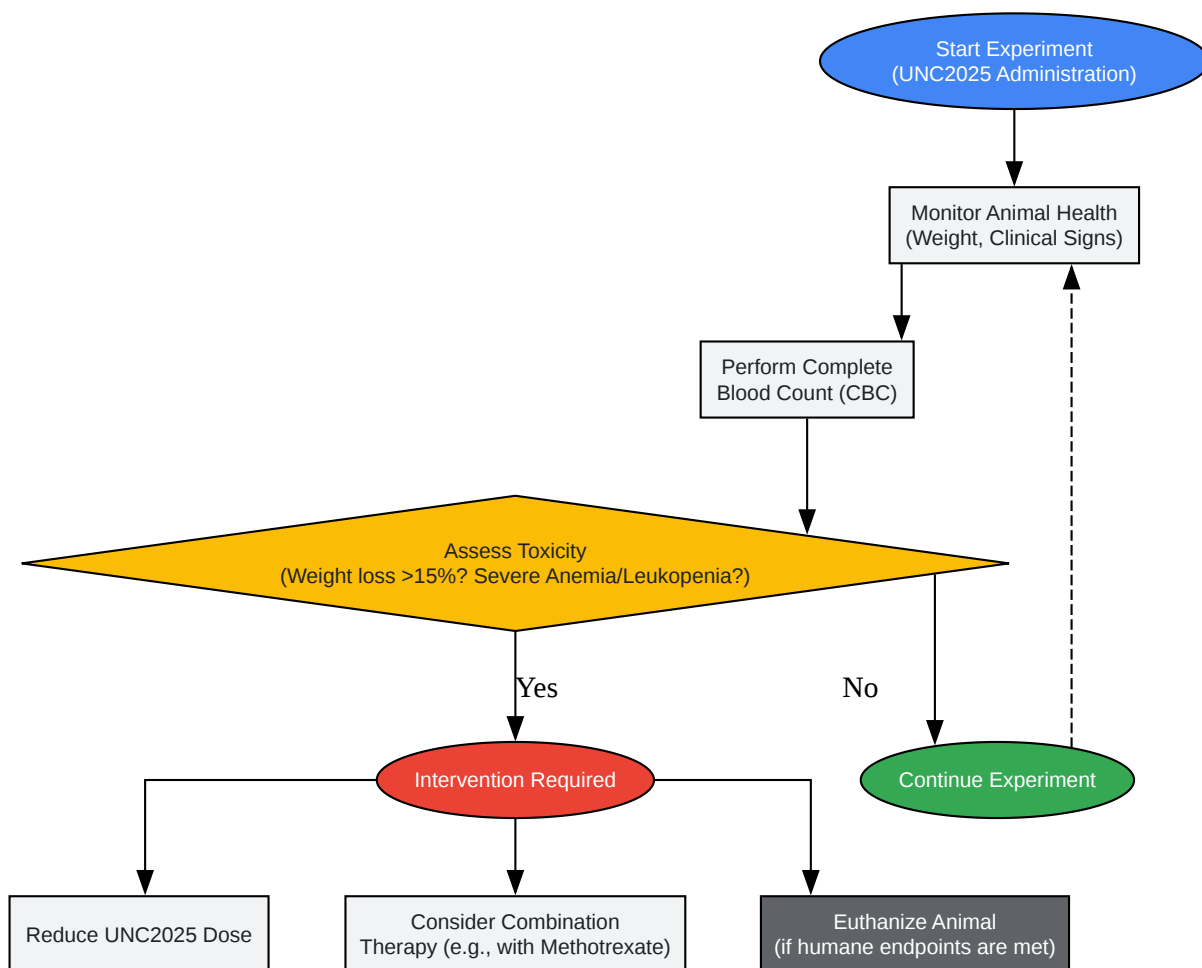 Start Experiment
(UNC2025 Administration)
Monitor Animal Health
(Weight, Clinical Signs)
Perform Complete
Blood Count (CBC)
Assess Toxicity
(Weight loss >15%? Severe Anemia/Leukopenia?)
Yes
No
Intervention Required
Continue Experiment
Reduce UNC2025 Dose
Consider Combination
Therapy (e.g., with Methotrexate)
Euthanize Animal
(if humane endpoints are met)